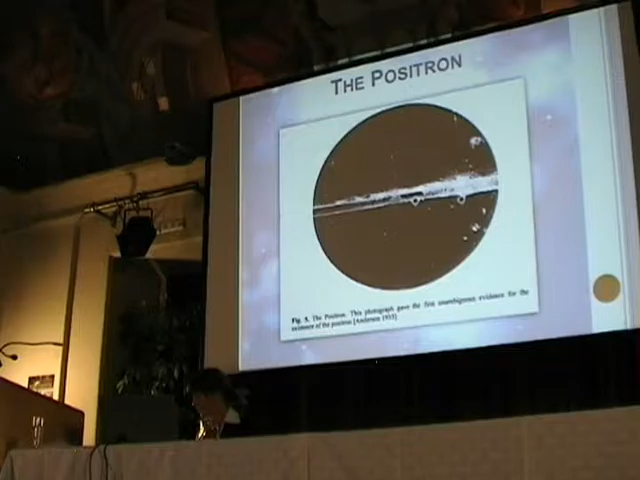 THE POSITRON
Fig. 5. The Positron. This photograph gave the first unambiguous evidence for the
existence of the positron [Anderson 1933]